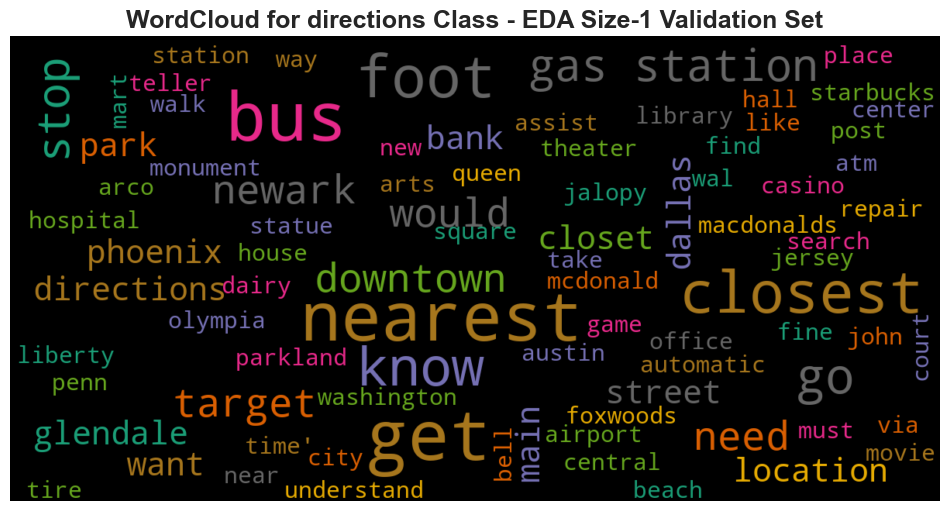 WordCloud for directions Class - EDA Size-1 Validation Set
station way foot gas station place
stop mart teller walk bus starbucks
hall center
park bank assist library like post
monument new theater find atm
arco newark arts queen jalopy dallas wal casino
hospital statue would square macdonalds repair
phoenix house closet search
directions dairy downtown take jersey
mcdonald closest
olympia nearest game fine john court
liberty parkland know austin office automatic go
penn target washington street
glendale get foxwoods need must via
time' city bell main airport movie
want near central location
tire understand beach